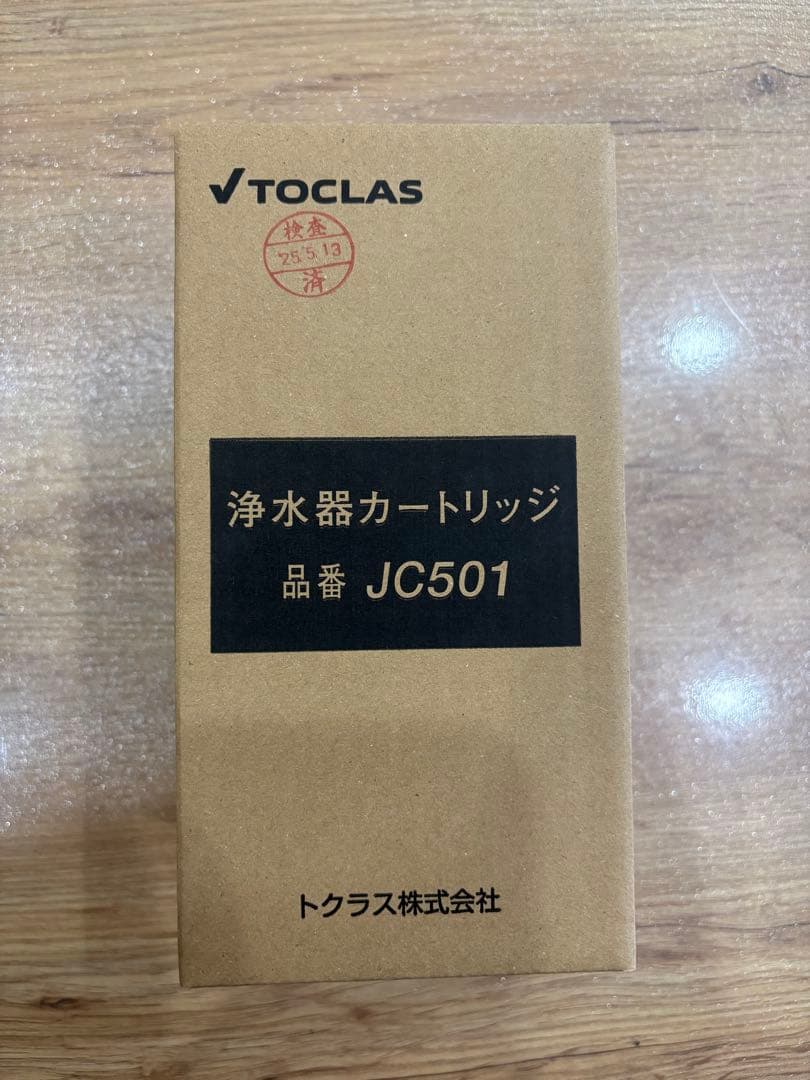 TOCLAS
検査
'25.5.13
済
浄水器カートリッジ
品番 JC501
トクラス株式会社